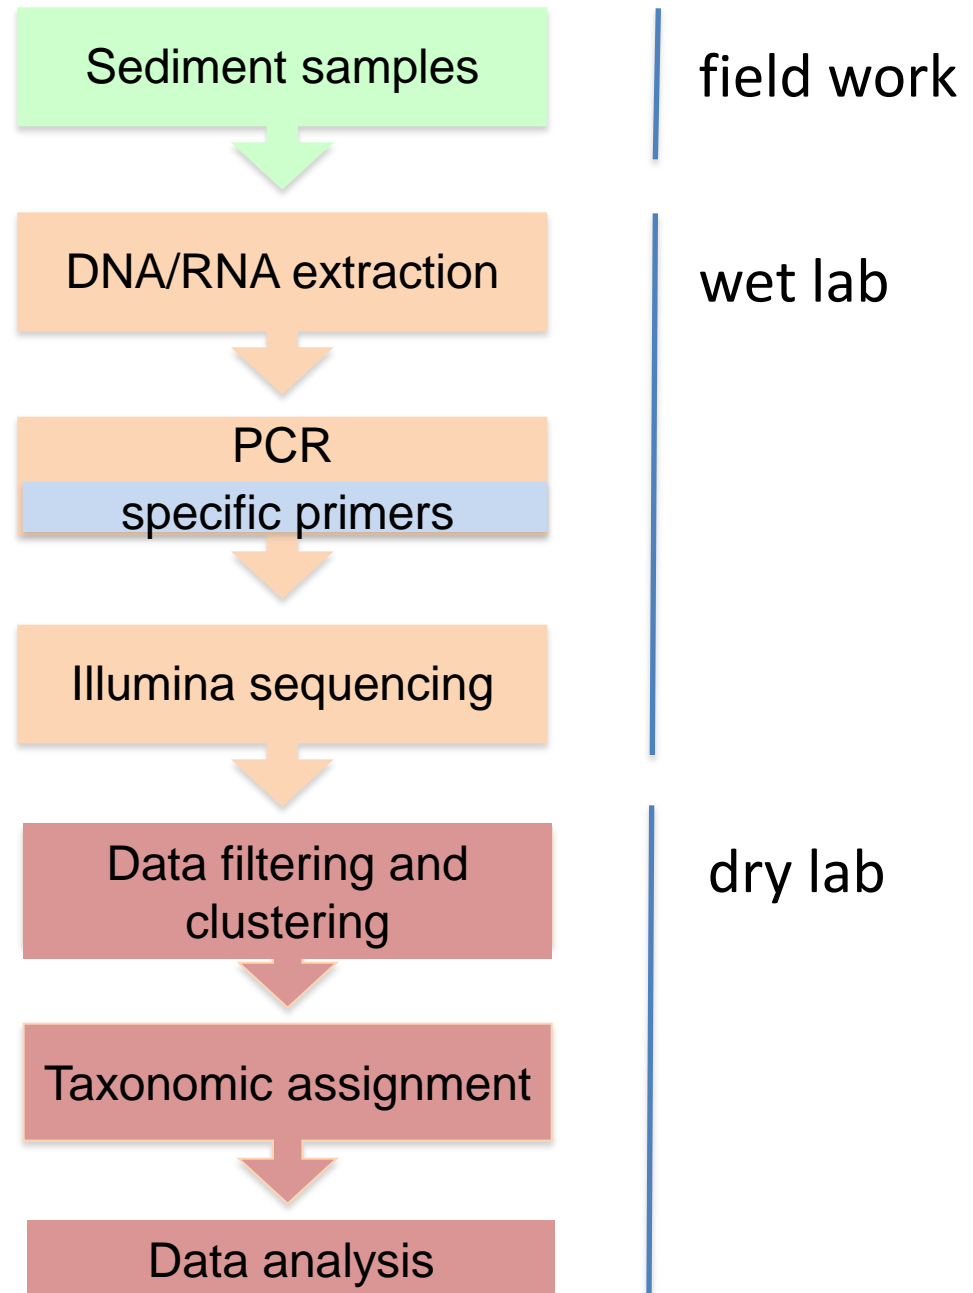 Sediment samples
field work
DNA/RNA extraction
wet lab
PCR
specific primers
Illumina sequencing
Data filtering and
clustering
dry lab
Taxonomic assignment
Data analysis